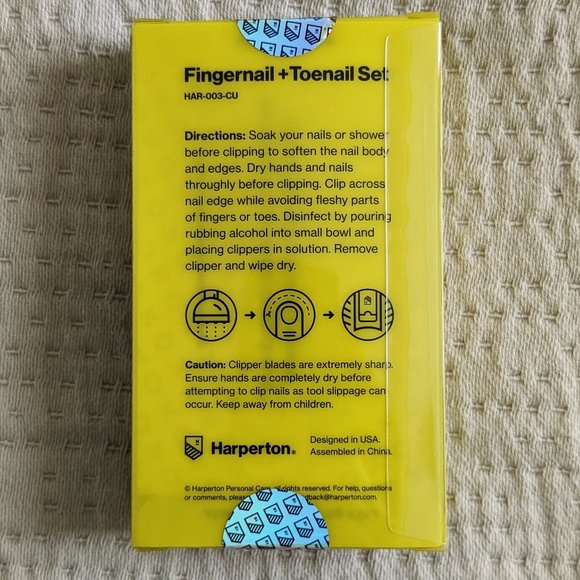 Fingernail + Toenail Set
HAR-003-CU
Directions: Soak your nails or shower
before clipping to soften the nail body
and edges. Dry hands and nails
throughly before clipping. Clip across
nail edge while avoiding fleshy parts
of fingers or toes. Disinfect by pouring
rubbing alcohol into small bowl and
placing clippers in solution. Remove
clipper and wipe dry.
Caution: Clipper blades are extremely sharp.
Ensure hands are completely dry before
attempting to clip nails as tool slippage can
occur. Keep away from children.
Harperton®
Designed in USA.
Assembled in China.
© Harperton Personal Care, all rights reserved. For help, questions
or comments, @harperton.com.